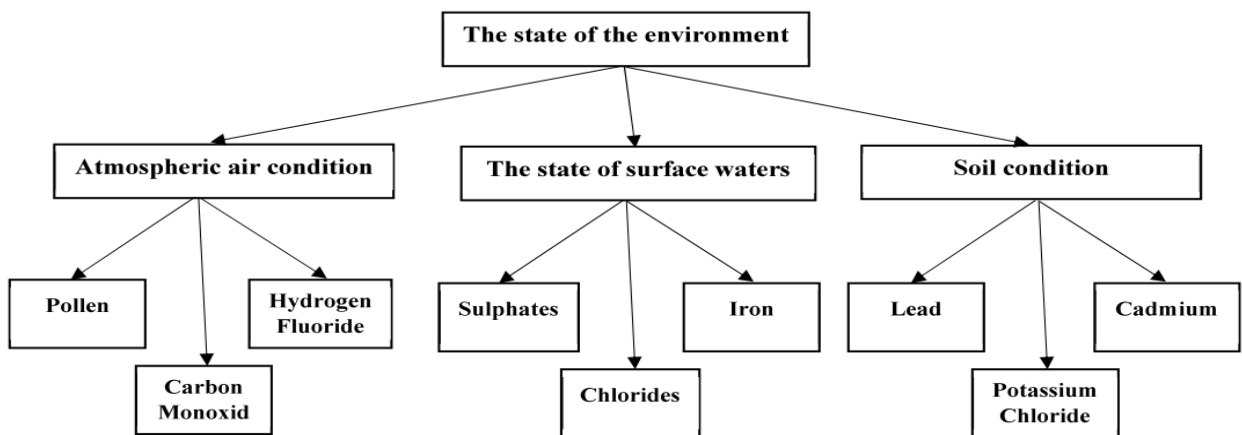 The state of the environment
Atmospheric air condition
The state of surface waters
Soil condition
Pollen
Hydrogen
Fluoride
Sulphates
Iron
Lead
Cadmium
Carbon
Monoxid
Chlorides
Potassium
Chloride